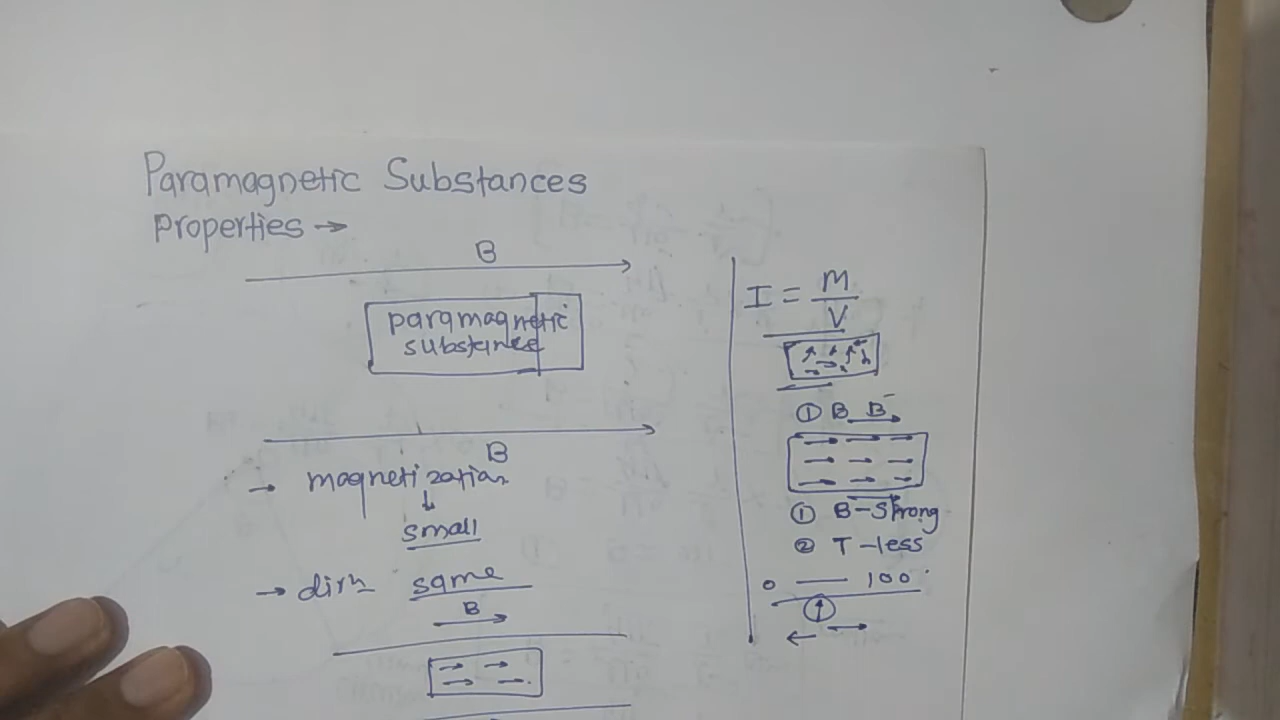 Paramagnetic Substances
Properties →
B
paramagnetic
substance
B
→ magnetization
↓
small
→ dirn same
B
I = M/V
① B B
① B-strong
② T-less
0 — 100